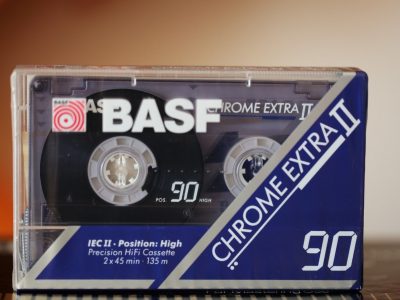 BASF
BASF
CHROME EXTRA II
POS. 90 HIGH
CHROME EXTRA II
IEC II · Position: High
Precision HiFi Cassette
2 x 45 min · 135 m
90